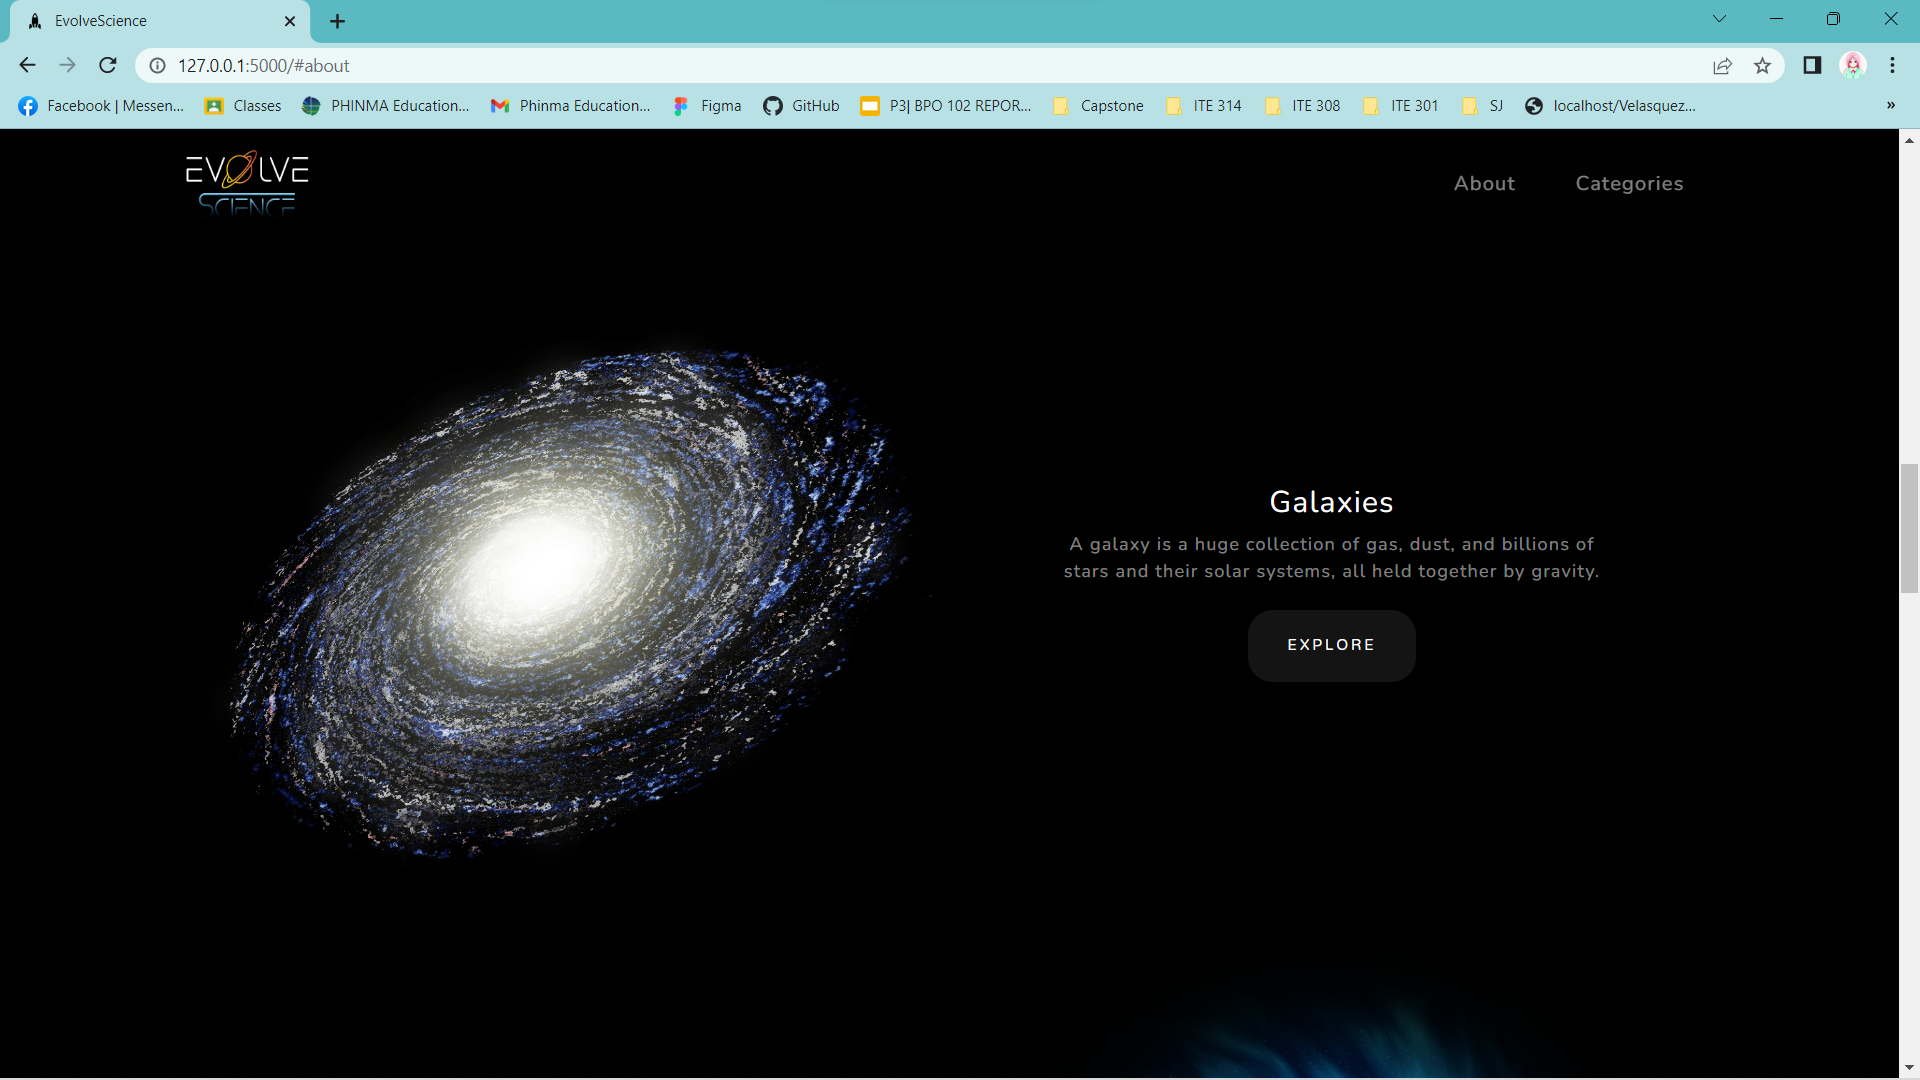 EvolveScience
127.0.0.1:5000/#about
Facebook | Messen...
Classes
PHINMA Education...
Phinma Education...
Figma
GitHub
P3| BPO 102 REPOR...
Capstone
ITE 314
ITE 308
ITE 301
SJ
localhost/Velasquez...
»
EVOLVE
SCIENCE
About
Categories
Galaxies
A galaxy is a huge collection of gas, dust, and billions of
stars and their solar systems, all held together by gravity.
EXPLORE